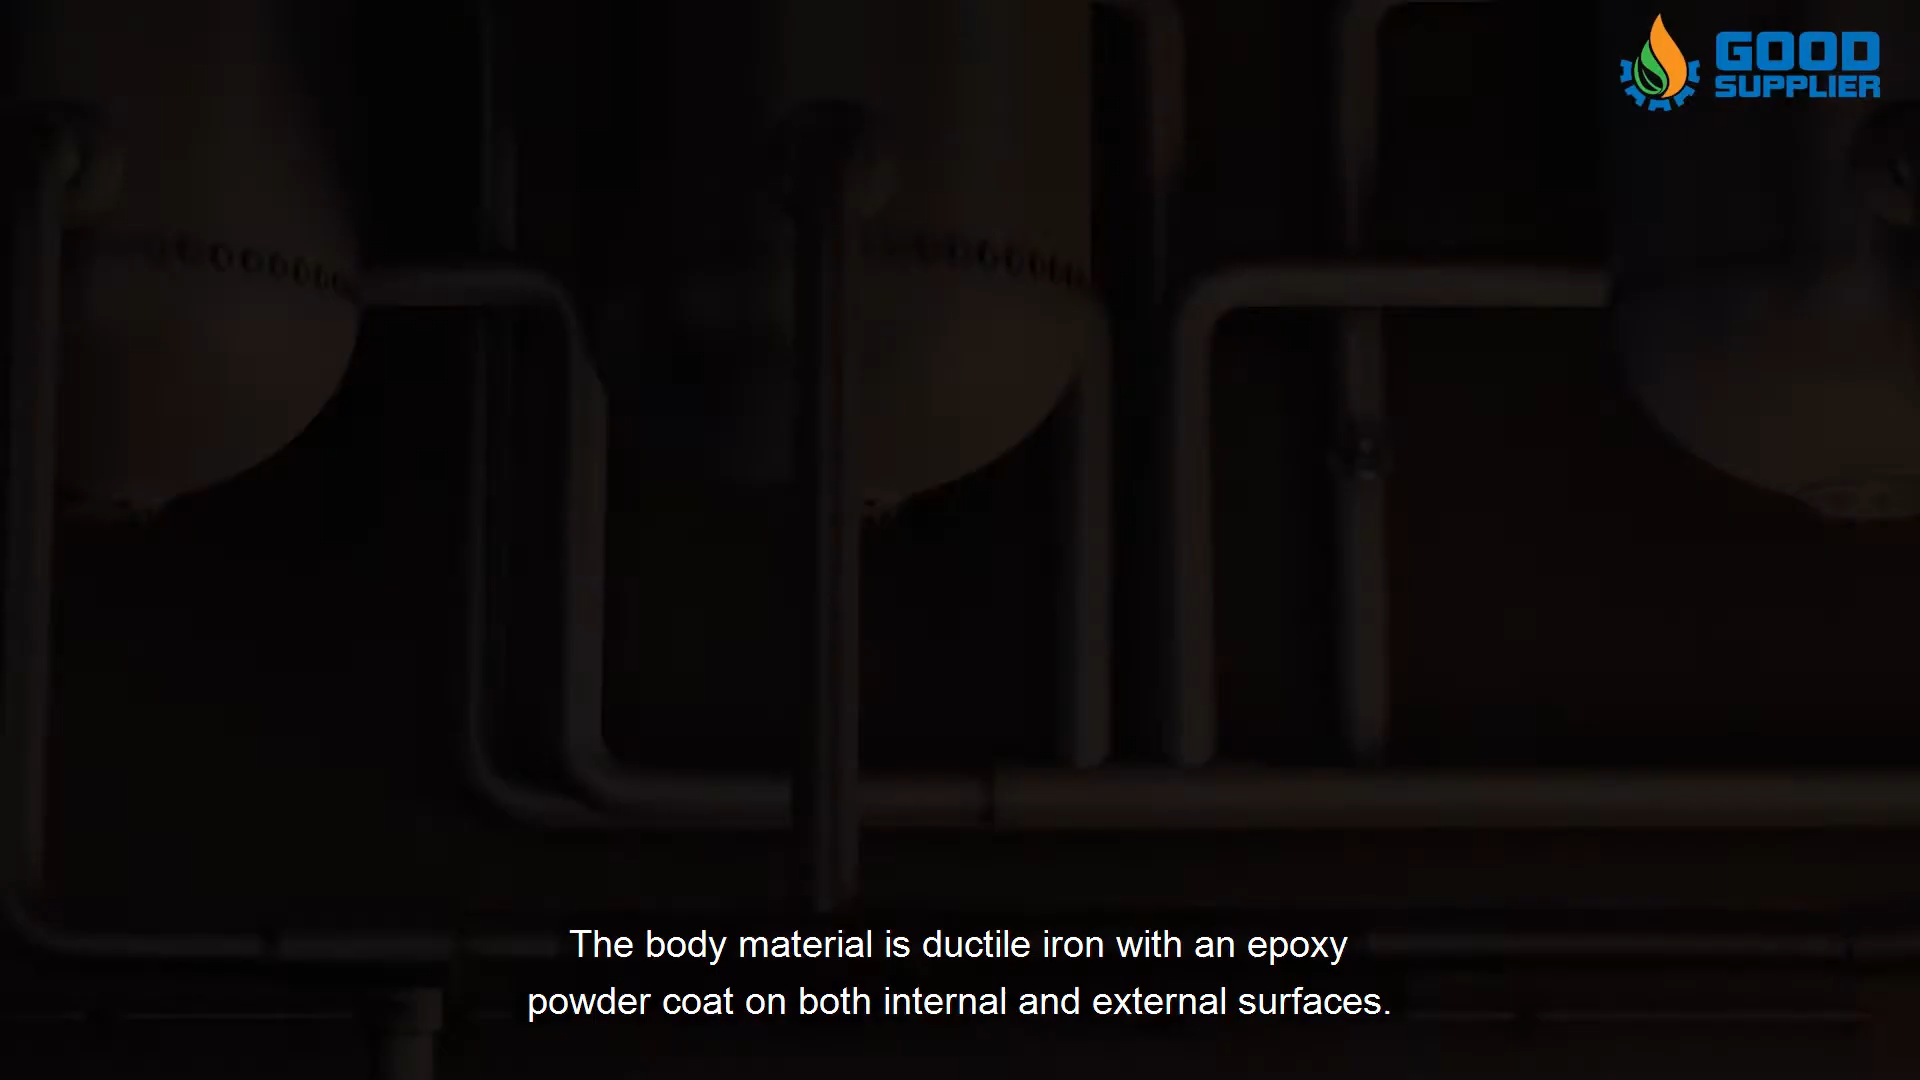 GOOD
SUPPLIER
The body material is ductile iron with an epoxy
powder coat on both internal and external surfaces.